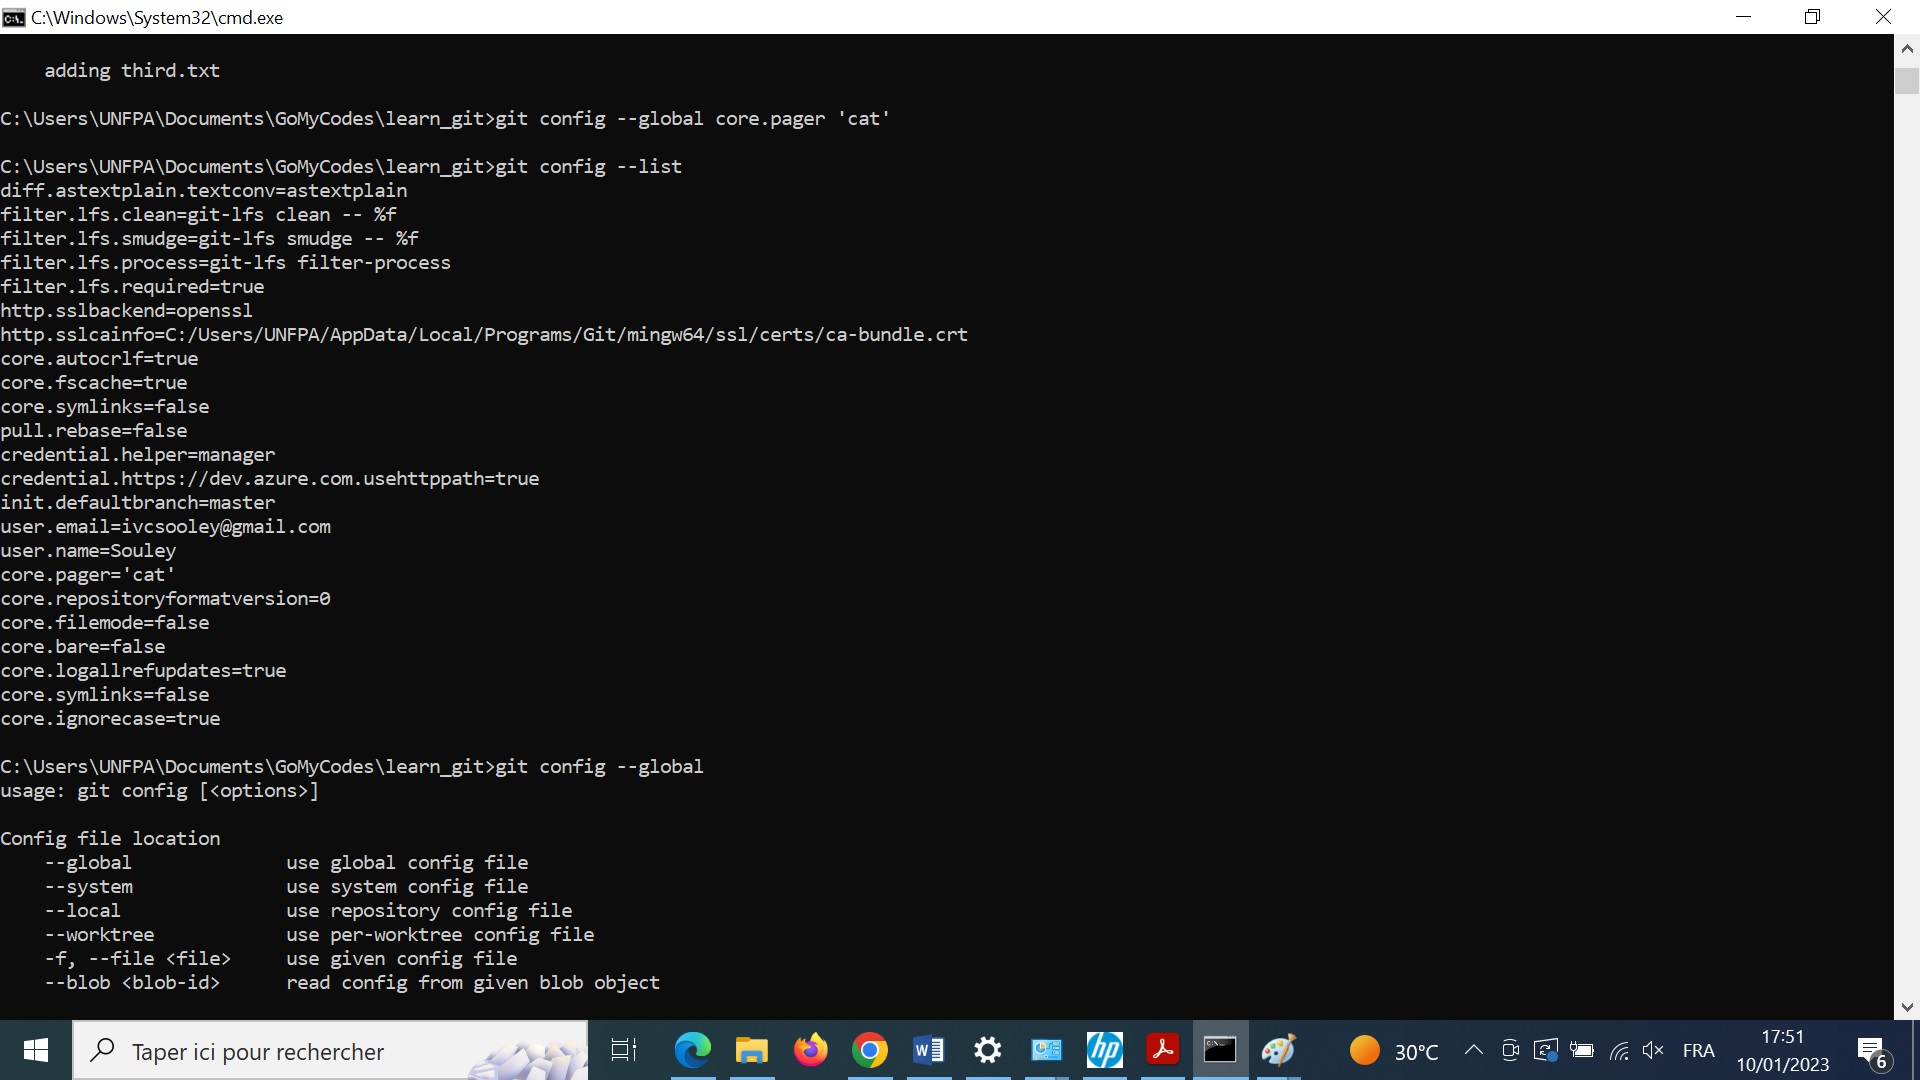 C:\Windows\System32\cmd.exe
adding third.txt
C:\Users\UNFPA\Documents\GoMyCodes\learn_git>git config --global core.pager 'cat'
C:\Users\UNFPA\Documents\GoMyCodes\learn_git>git config --list
diff.astextplain.textconv=astextplain
filter.lfs.clean=git-lfs clean -- %f
filter.lfs.smudge=git-lfs smudge -- %f
filter.lfs.process=git-lfs filter-process
filter.lfs.required=true
http.sslbackend=openssl
http.sslcainfo=C:/Users/UNFPA/AppData/Local/Programs/Git/mingw64/ssl/certs/ca-bundle.crt
core.autocrlf=true
core.fscache=true
core.symlinks=false
pull.rebase=false
credential.helper=manager
credential.https://dev.azure.com.usehttppath=true
init.defaultbranch=master
user.email=ivcsooley@gmail.com
user.name=Souley
core.pager='cat'
core.repositoryformatversion=0
core.filemode=false
core.bare=false
core.logallrefupdates=true
core.symlinks=false
core.ignorecase=true
C:\Users\UNFPA\Documents\GoMyCodes\learn_git>git config --global
usage: git config [<options>]
Config file location
--global use global config file
--system use system config file
--local use repository config file
--worktree use per-worktree config file
-f, --file <file> use given config file
--blob <blob-id> read config from given blob object
Taper ici pour rechercher
30°C
FRA
17:51
10/01/2023
6